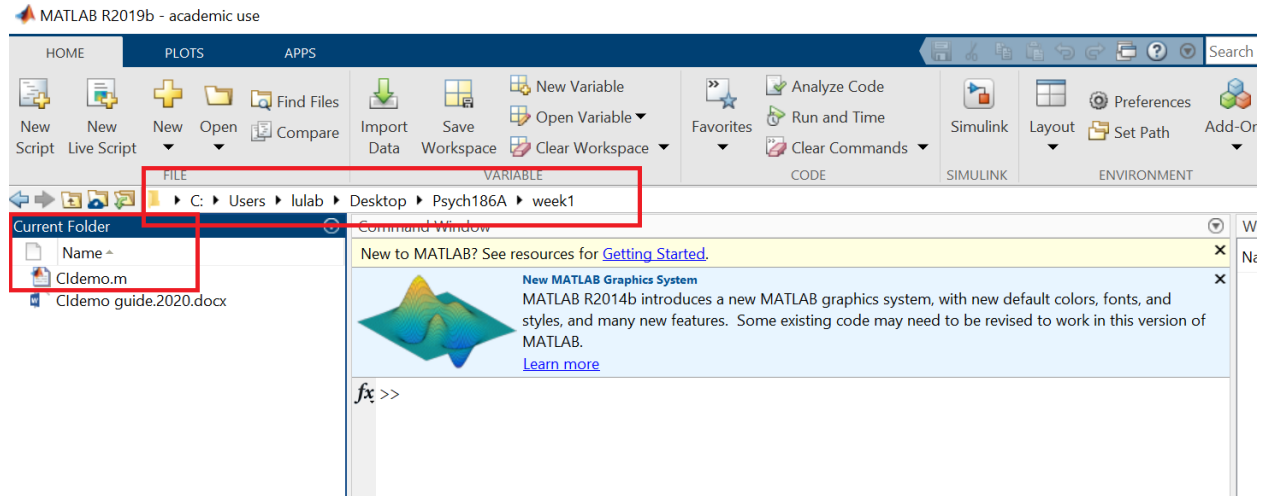 MATLAB R2019b - academic use
HOME PLOTS APPS
Search
New Script
New Live Script
New
Open
Find Files
Compare
FILE
Import Data
Save Workspace
New Variable
Open Variable
Clear Workspace
VARIABLE
Favorites
Analyze Code
Run and Time
Clear Commands
CODE
Simulink
SIMULINK
Layout
Preferences
Set Path
ENVIRONMENT
Add-Or
C: Users lulab Desktop Psych186A week1
Current Folder
Name
CIdemo.m
CIdemo guide.2020.docx
Command Window
New to MATLAB? See resources for Getting Started.
New MATLAB Graphics System
MATLAB R2014b introduces a new MATLAB graphics system, with new default colors, fonts, and
styles, and many new features. Some existing code may need to be revised to work in this version of
MATLAB.
Learn more
fx >>
W
Na